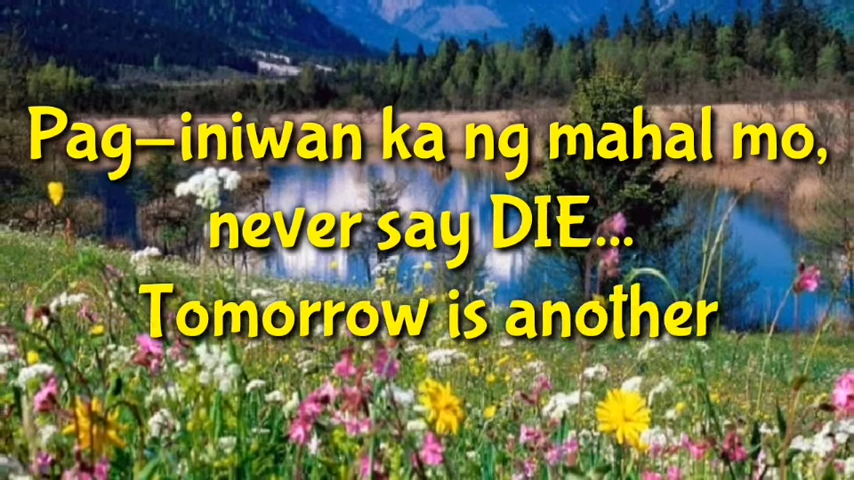 Pag-iniwan ka ng mahal mo,
never say DIE...
Tomorrow is another